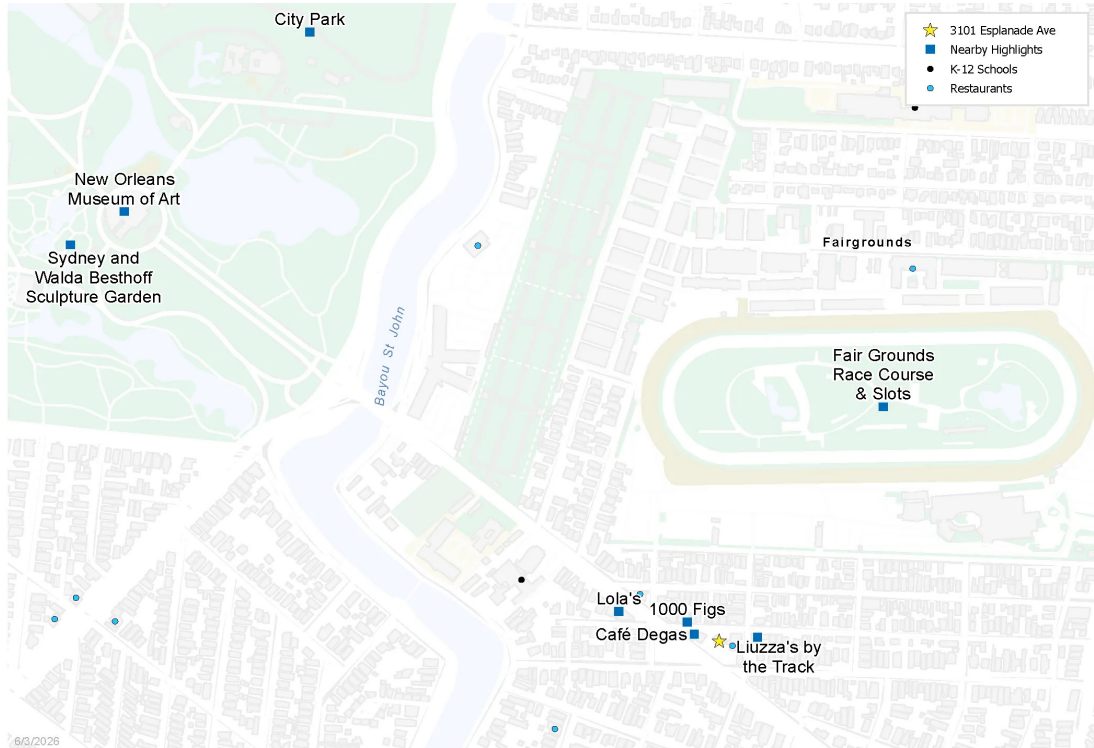 City Park
3101 Esplanade Ave
Nearby Highlights
K-12 Schools
Restaurants
New Orleans
Museum of Art
Sydney and
Walda Besthoff
Sculpture Garden
Fairgrounds
Bayou St John
Fair Grounds
Race Course
& Slots
Lola's
1000 Figs
Café Degas
Liuzza's by
the Track
6/3/2026